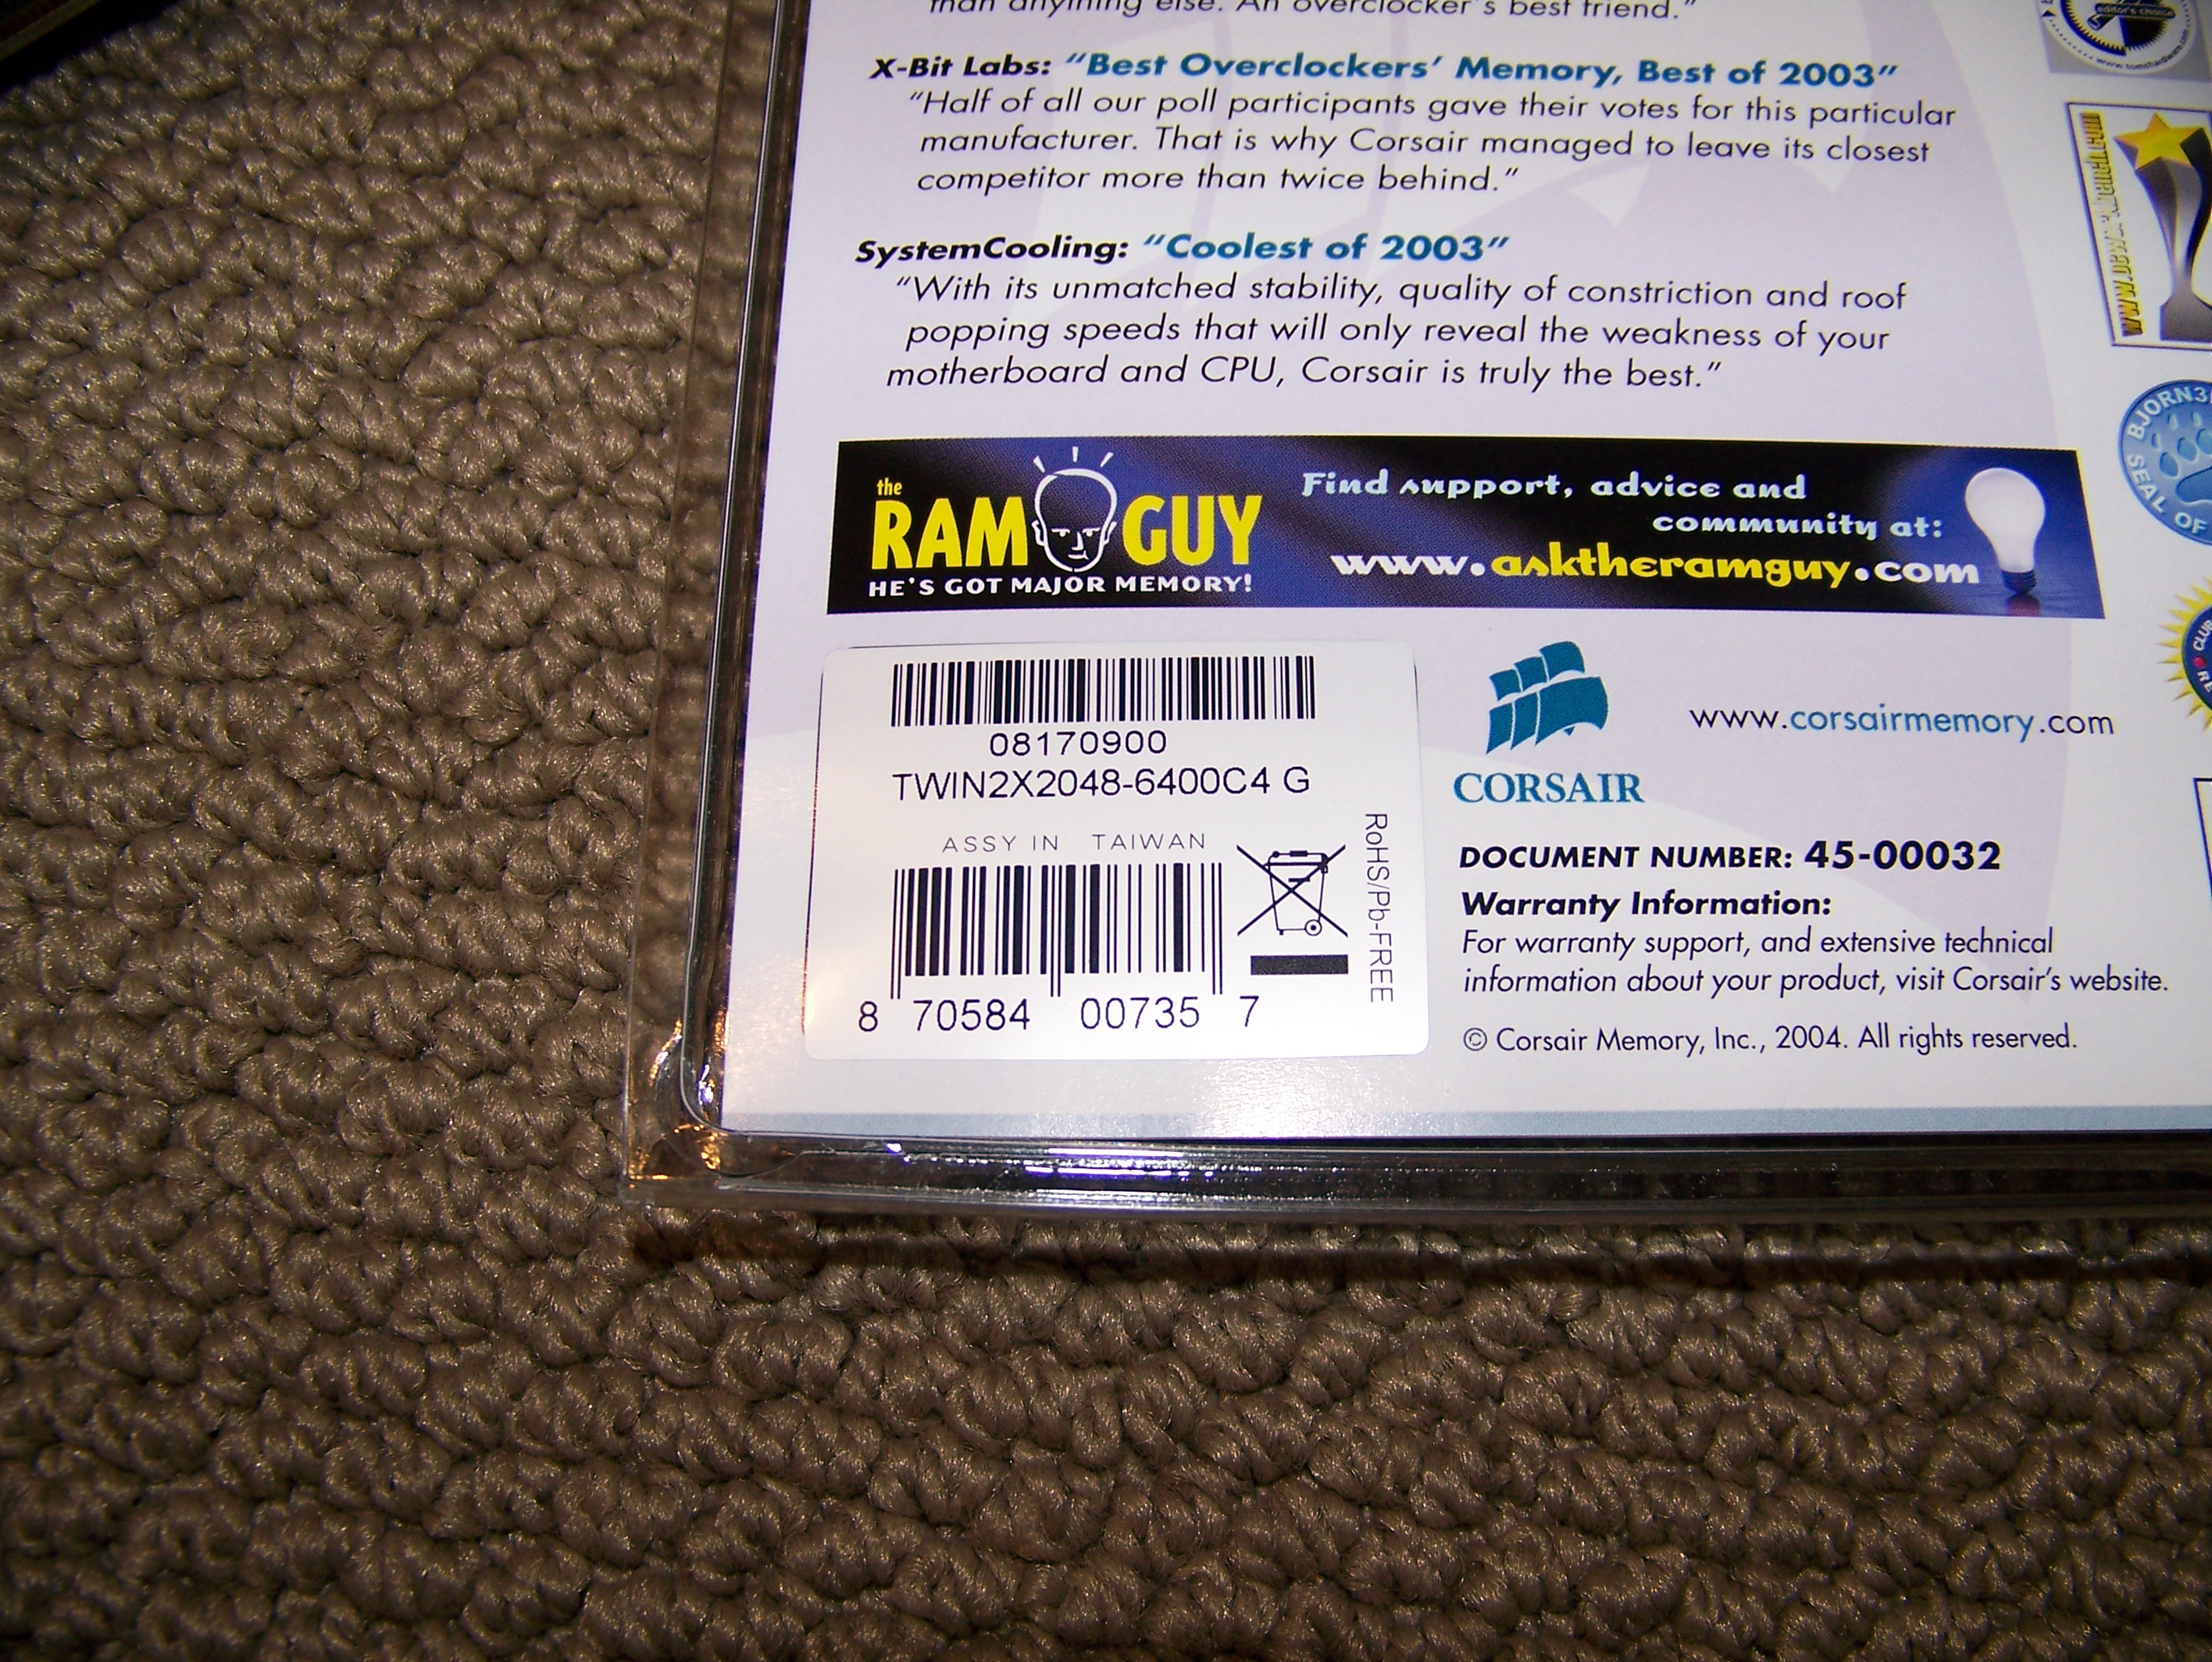 than anything else. An overclocker's best friend."
X-Bit Labs: "Best Overclockers' Memory, Best of 2003"
"Half of all our poll participants gave their votes for this particular
manufacturer. That is why Corsair managed to leave its closest
competitor more than twice behind."
SystemCooling: "Coolest of 2003"
"With its unmatched stability, quality of constriction and roof
popping speeds that will only reveal the weakness of your
motherboard and CPU, Corsair is truly the best."
the
RAM GUY
HE'S GOT MAJOR MEMORY!
Find support, advice and
community at:
www.asktheramguy.com
08170900
TWIN2X2048-6400C4 G
ASSY IN TAIWAN
8 70584 00735 7
RoHS/Pb-FREE
CORSAIR
www.corsairmemory.com
DOCUMENT NUMBER: 45-00032
Warranty Information:
For warranty support, and extensive technical
information about your product, visit Corsair's website.
© Corsair Memory, Inc., 2004. All rights reserved.
editor's choice
SEAL OF
CLUB